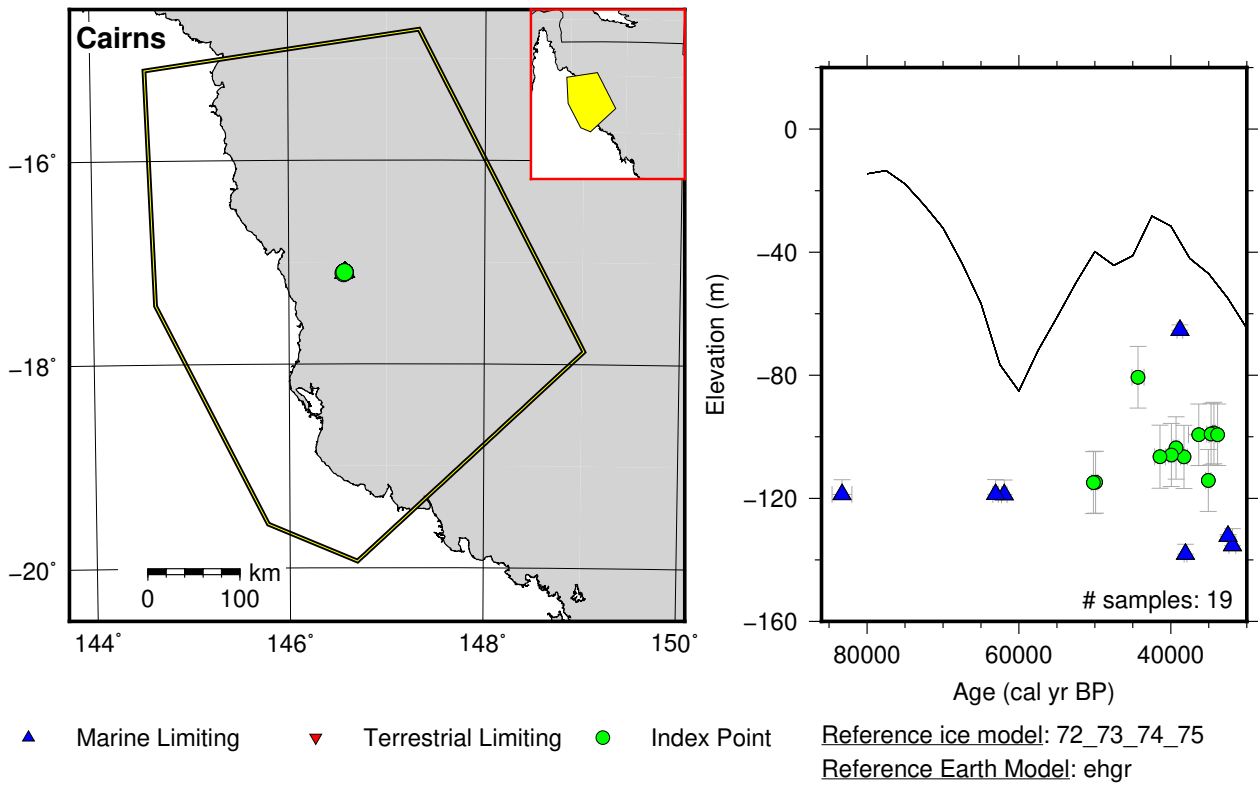 Cairns
−16˚
−18˚
−20˚
144˚ 146˚ 148˚ 150˚
km
0 100
0
−40
−80
−120
−160
Elevation (m)
# samples: 19
80000 60000 40000
Age (cal yr BP)
Marine Limiting Terrestrial Limiting Index Point
Reference ice model: 72_73_74_75
Reference Earth Model: ehgr